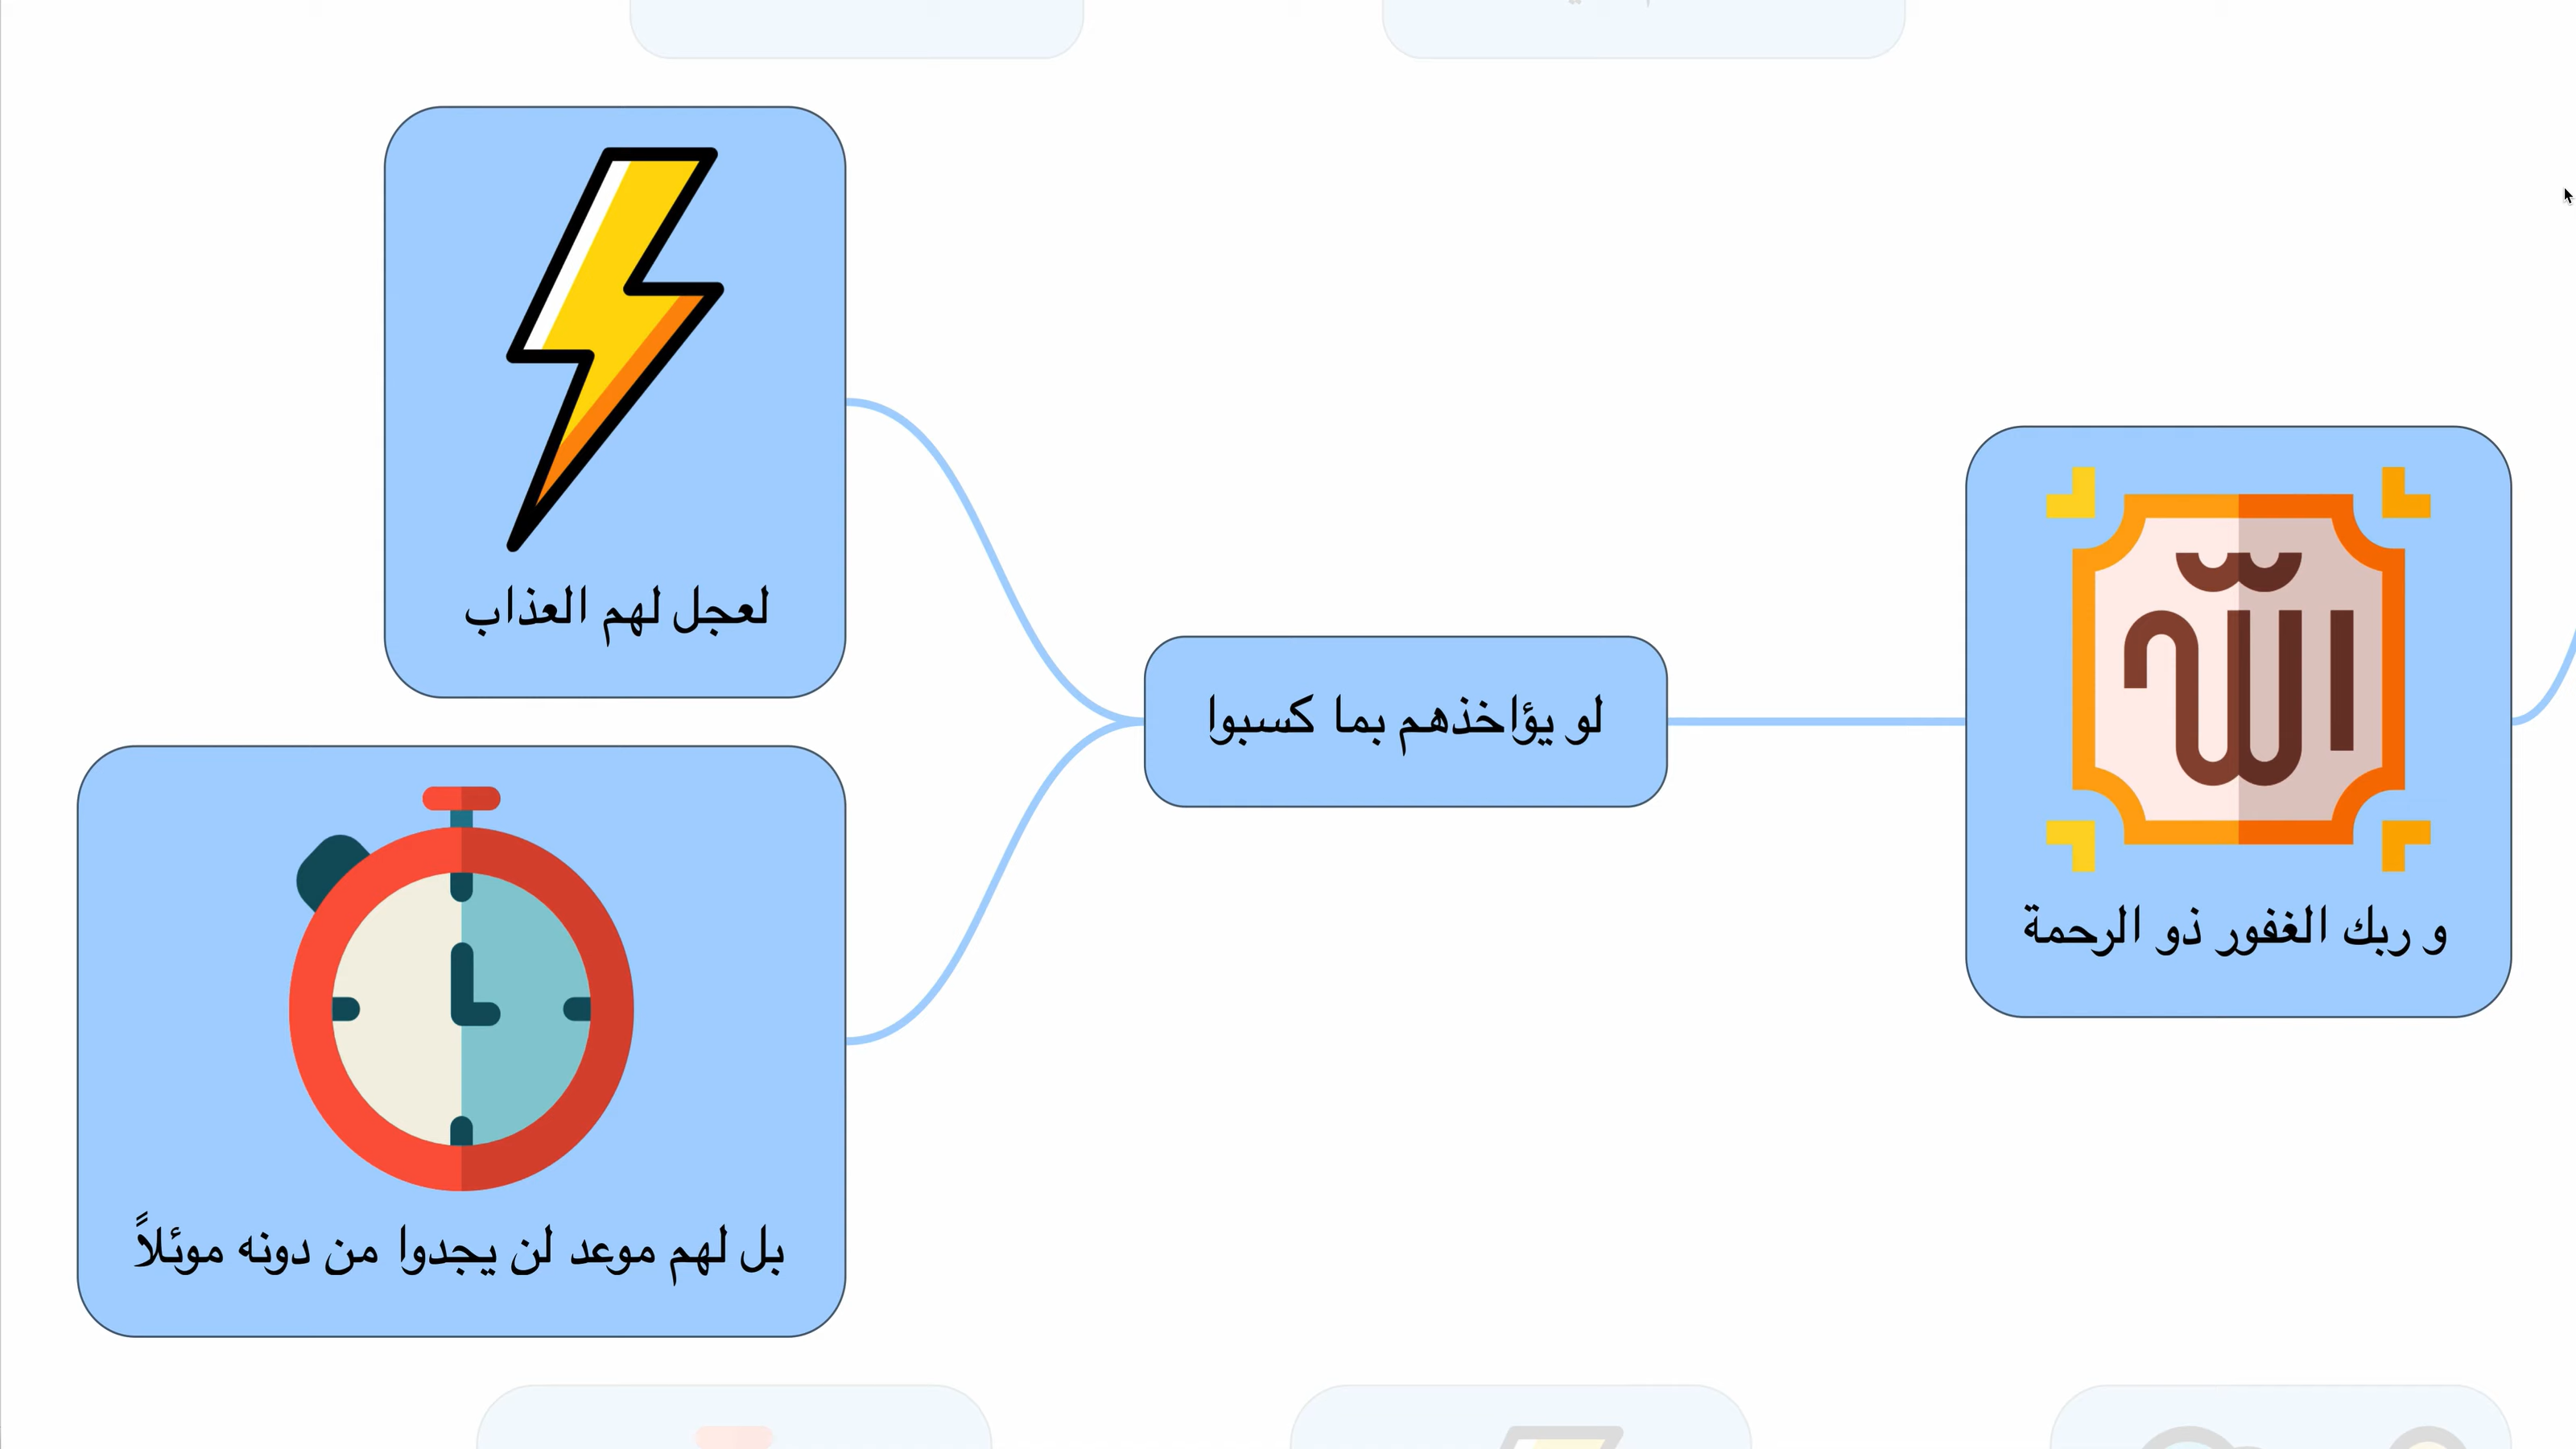 الله
و ربك الغفور ذو الرحمة
لو يؤاخذهم بما كسبوا
لعجل لهم العذاب
بل لهم موعد لن يجدوا من دونه موئلاً